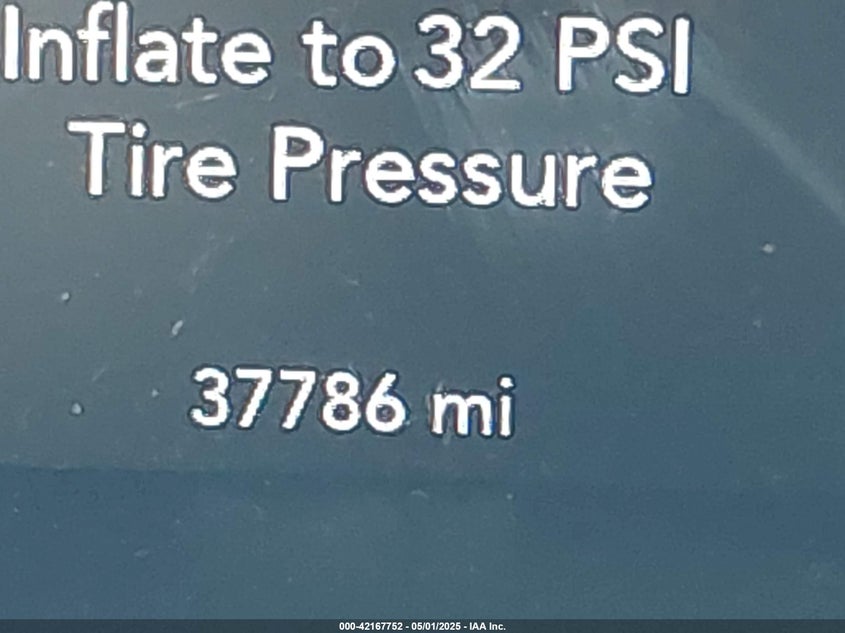 Inflate to 32 PSI
Tire Pressure
37786 mi
000-42167752 - 05/01/2025 - IAA Inc.